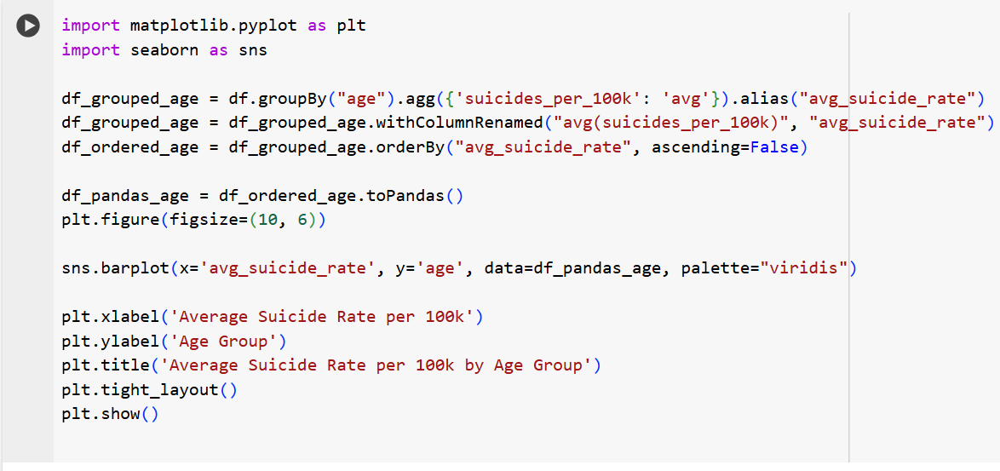 import matplotlib.pyplot as plt
import seaborn as sns
df_grouped_age = df.groupBy("age").agg({'suicides_per_100k': 'avg'}).alias("avg_suicide_rate")
df_grouped_age = df_grouped_age.withColumnRenamed("avg(suicides_per_100k)", "avg_suicide_rate")
df_ordered_age = df_grouped_age.orderBy("avg_suicide_rate", ascending=False)
df_pandas_age = df_ordered_age.toPandas()
plt.figure(figsize=(10, 6))
sns.barplot(x='avg_suicide_rate', y='age', data=df_pandas_age, palette="viridis")
plt.xlabel('Average Suicide Rate per 100k')
plt.ylabel('Age Group')
plt.title('Average Suicide Rate per 100k by Age Group')
plt.tight_layout()
plt.show()